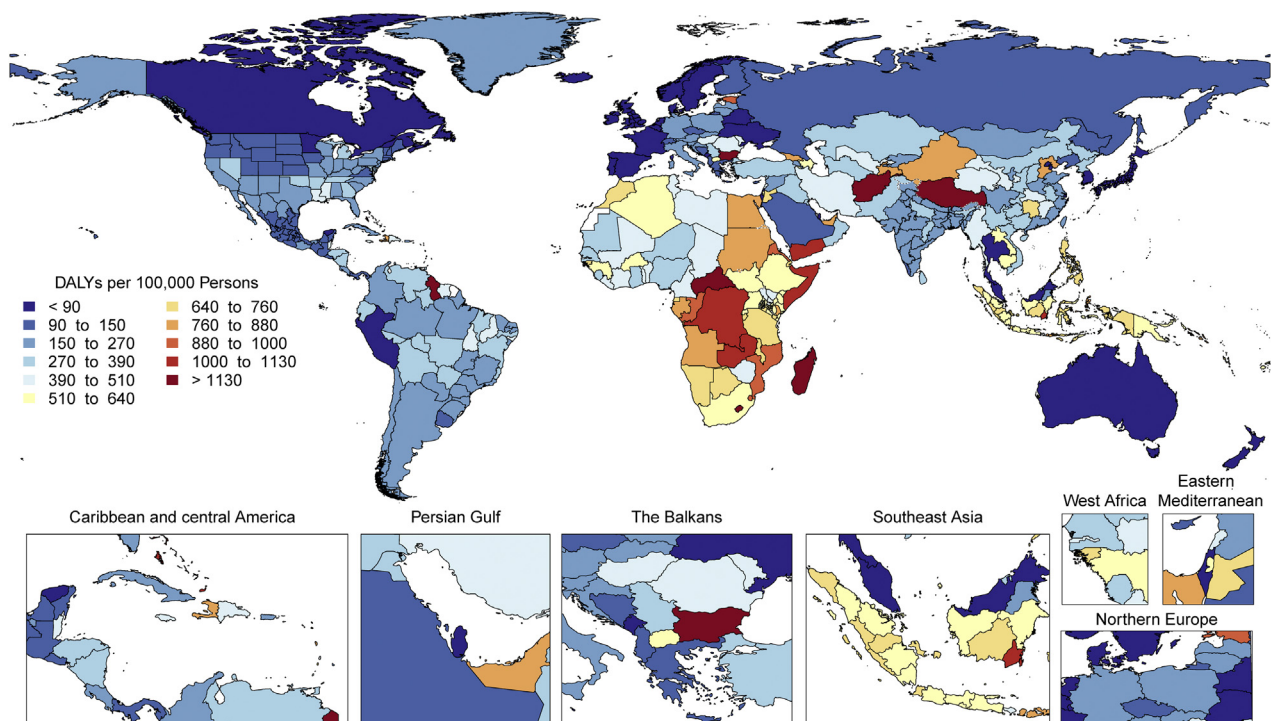 DALYs per 100,000 Persons
< 90
90 to 150
150 to 270
270 to 390
390 to 510
510 to 640
640 to 760
760 to 880
880 to 1000
1000 to 1130
> 1130
Caribbean and central America
Persian Gulf
The Balkans
Southeast Asia
West Africa
Eastern
Mediterranean
Northern Europe